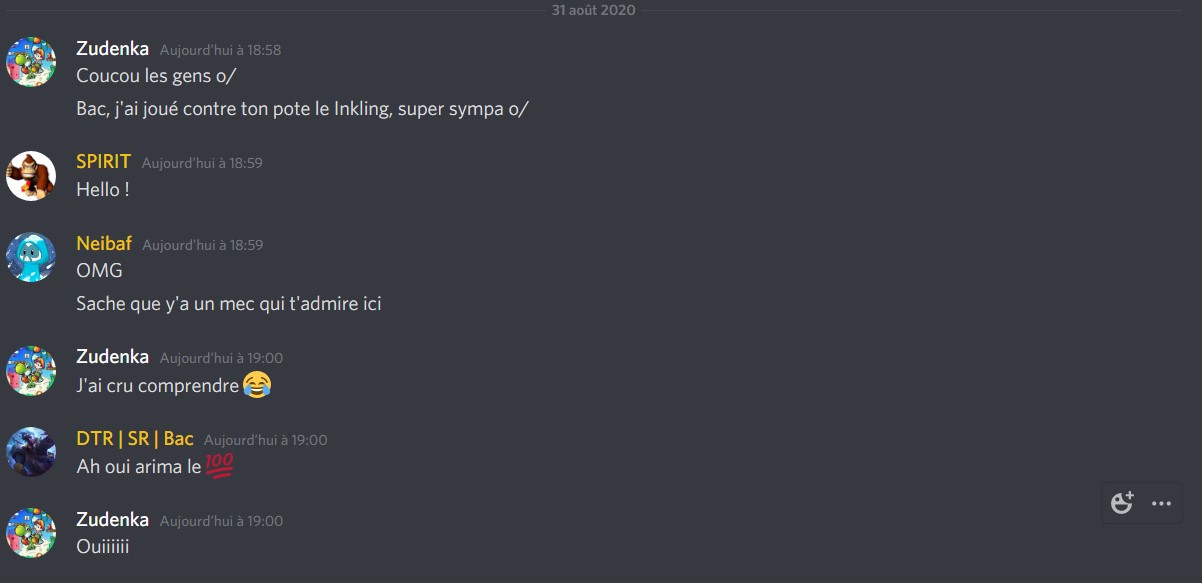 31 août 2020
Zudenka Aujourd'hui à 18:58
Coucou les gens o/
Bac, j'ai joué contre ton pote le Inkling, super sympa o/
SPIRIT Aujourd'hui à 18:59
Hello !
Neibaf Aujourd'hui à 18:59
OMG
Sache que y'a un mec qui t'admire ici
Zudenka Aujourd'hui à 19:00
J'ai cru comprendre 😂
DTR | SR | Bac Aujourd'hui à 19:00
Ah oui arima le 💯
Zudenka Aujourd'hui à 19:00
Ouiiiiii